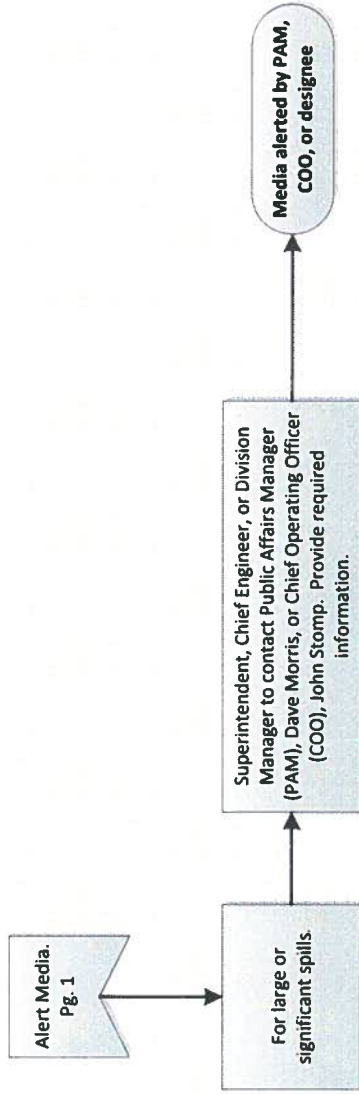 Alert Media.
Pg. 1
For large or
significant spills.
Superintendent, Chief Engineer, or Division
Manager to contact Public Affairs Manager
(PAM), Dave Morris, or Chief Operating Officer
(COO), John Stomp.  Provide required
information.
Media alerted by PAM,
COO, or designee